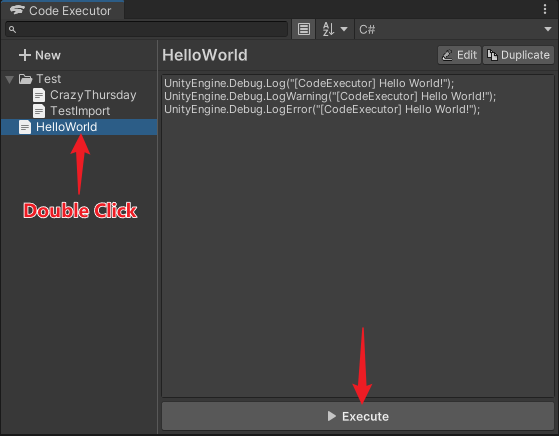 Code Executor
C#
New
HelloWorld
Edit
Duplicate
Test
CrazyThursday
TestImport
HelloWorld
UnityEngine.Debug.Log("[CodeExecutor] Hello World!");
UnityEngine.Debug.LogWarning("[CodeExecutor] Hello World!");
UnityEngine.Debug.LogError("[CodeExecutor] Hello World!");
Double Click
Execute